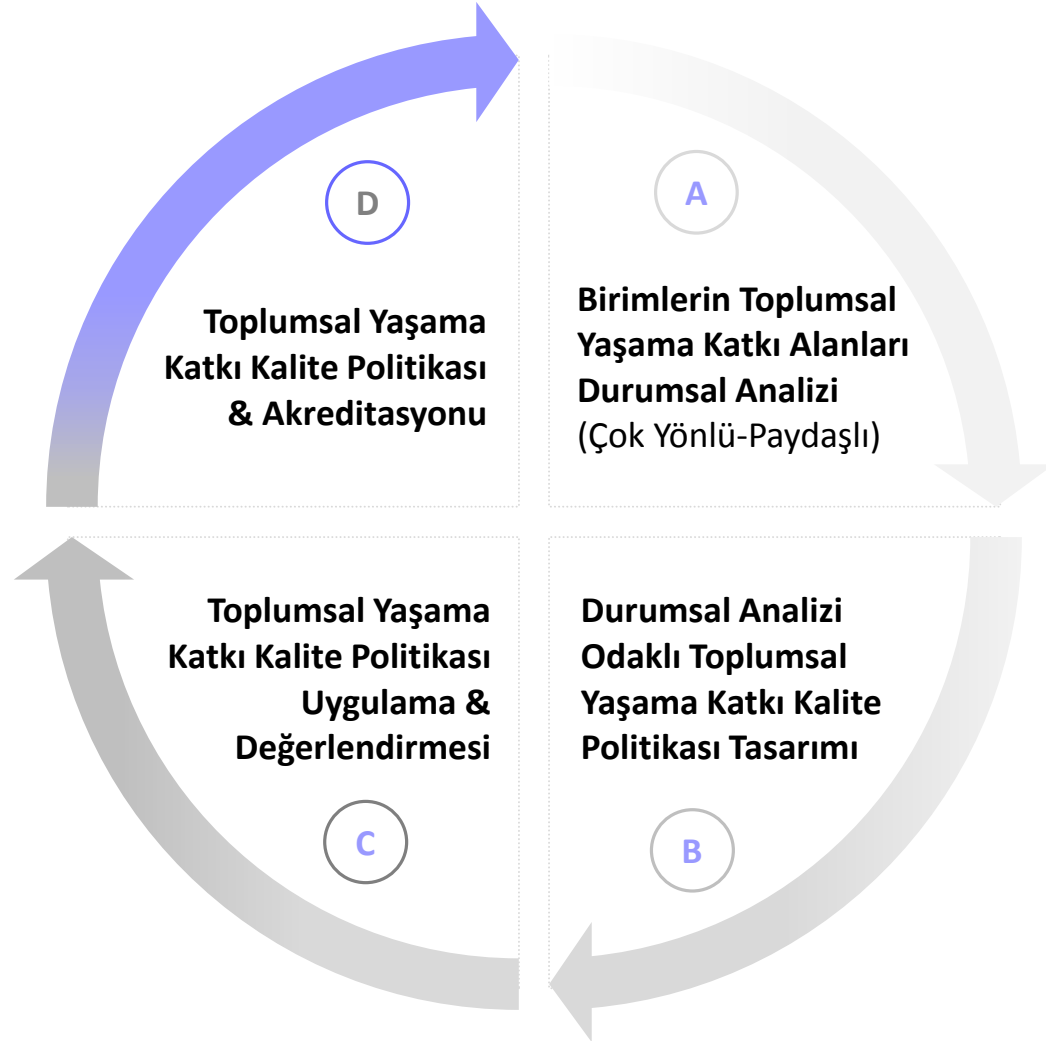 D
Toplumsal Yaşama
Katkı Kalite Politikası
& Akreditasyonu
A
Birimlerin Toplumsal
Yaşama Katkı Alanları
Durumsal Analizi
(Çok Yönlü-Paydaşlı)
Toplumsal Yaşama
Katkı Kalite Politikası
Uygulama &
Değerlendirmesi
C
Durumsal Analizi
Odaklı Toplumsal
Yaşama Katkı Kalite
Politikası Tasarımı
B